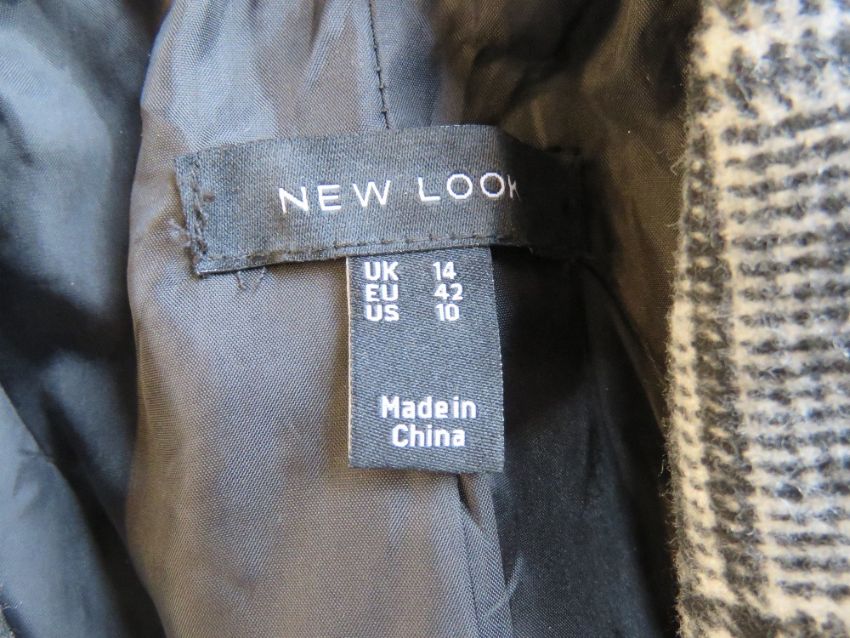 NEW LOOK
UK 14
EU 42
US 10
Made in
China